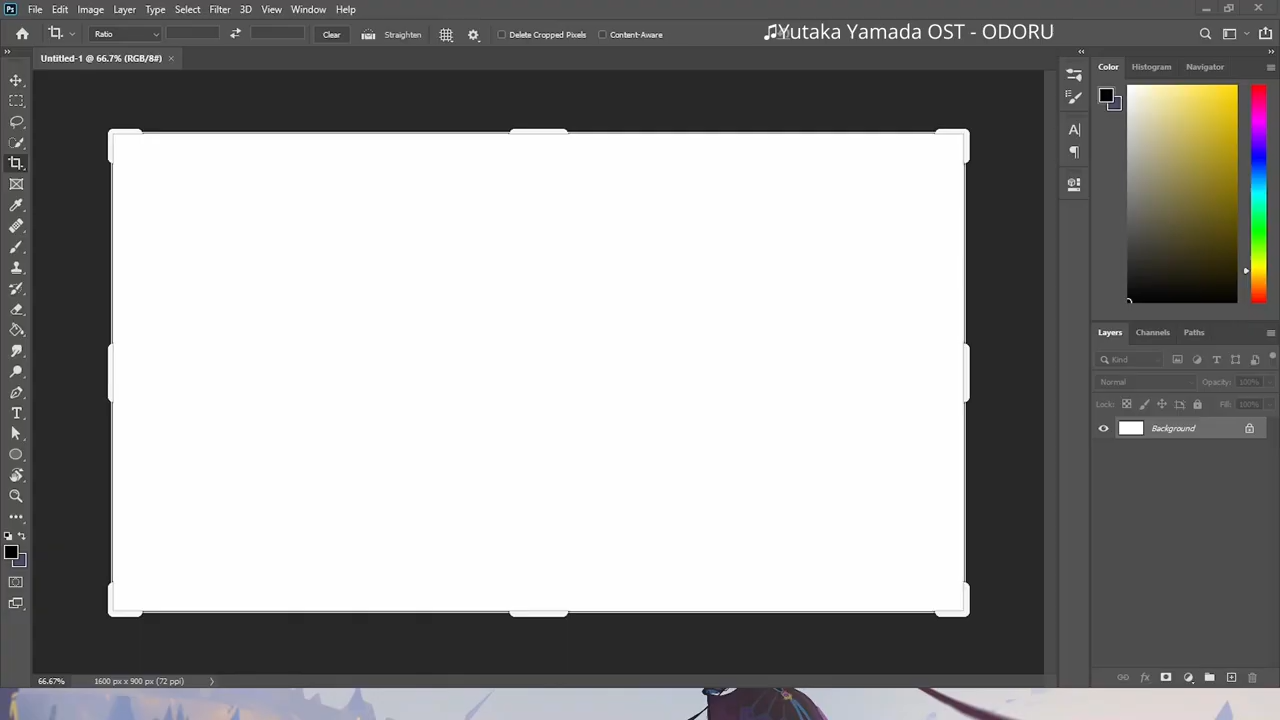 Ps File Edit Image Layer Type Select Filter 3D View Window Help
Ratio Clear Straighten Delete Cropped Pixels Content-Aware
♫Yutaka Yamada OST - ODORU
Untitled-1 @ 66.7% (RGB/8#) ×
Color Histogram Navigator
Layers Channels Paths
Kind
Normal Opacity: 100%
Lock: Fill: 100%
Background
66.67% 1600 px x 900 px (72 ppi)